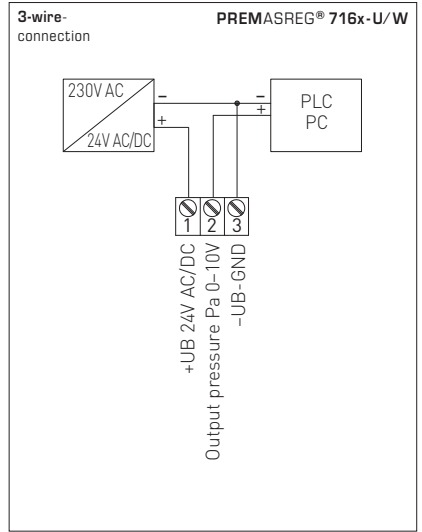 3-wire-
connection
PREMASREG® 716x-U/W
230V AC
24V AC/DC
–
+
–
+
PLC
PC
1 2 3
+UB 24V AC/DC
Output pressure Pa 0–10V
–UB-GND